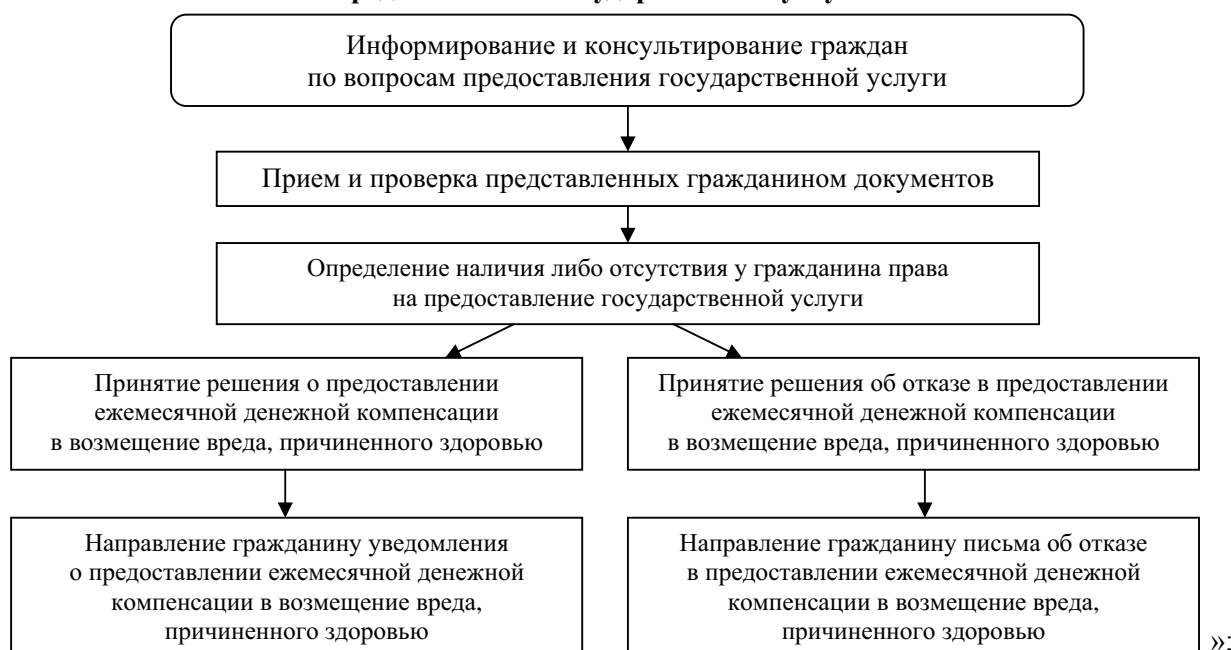 Информирование и консультирование граждан
по вопросам предоставления государственной услуги
Прием и проверка представленных гражданином документов
Определение наличия либо отсутствия у гражданина права
на предоставление государственной услуги
Принятие решения о предоставлении
ежемесячной денежной компенсации
в возмещение вреда, причиненного здоровью
Принятие решения об отказе в предоставлении
ежемесячной денежной компенсации
в возмещение вреда, причиненного здоровью
Направление гражданину уведомления
о предоставлении ежемесячной денежной
компенсации в возмещение вреда,
причиненного здоровью
Направление гражданину письма об отказе
в предоставлении ежемесячной денежной
компенсации в возмещение вреда,
причиненного здоровью